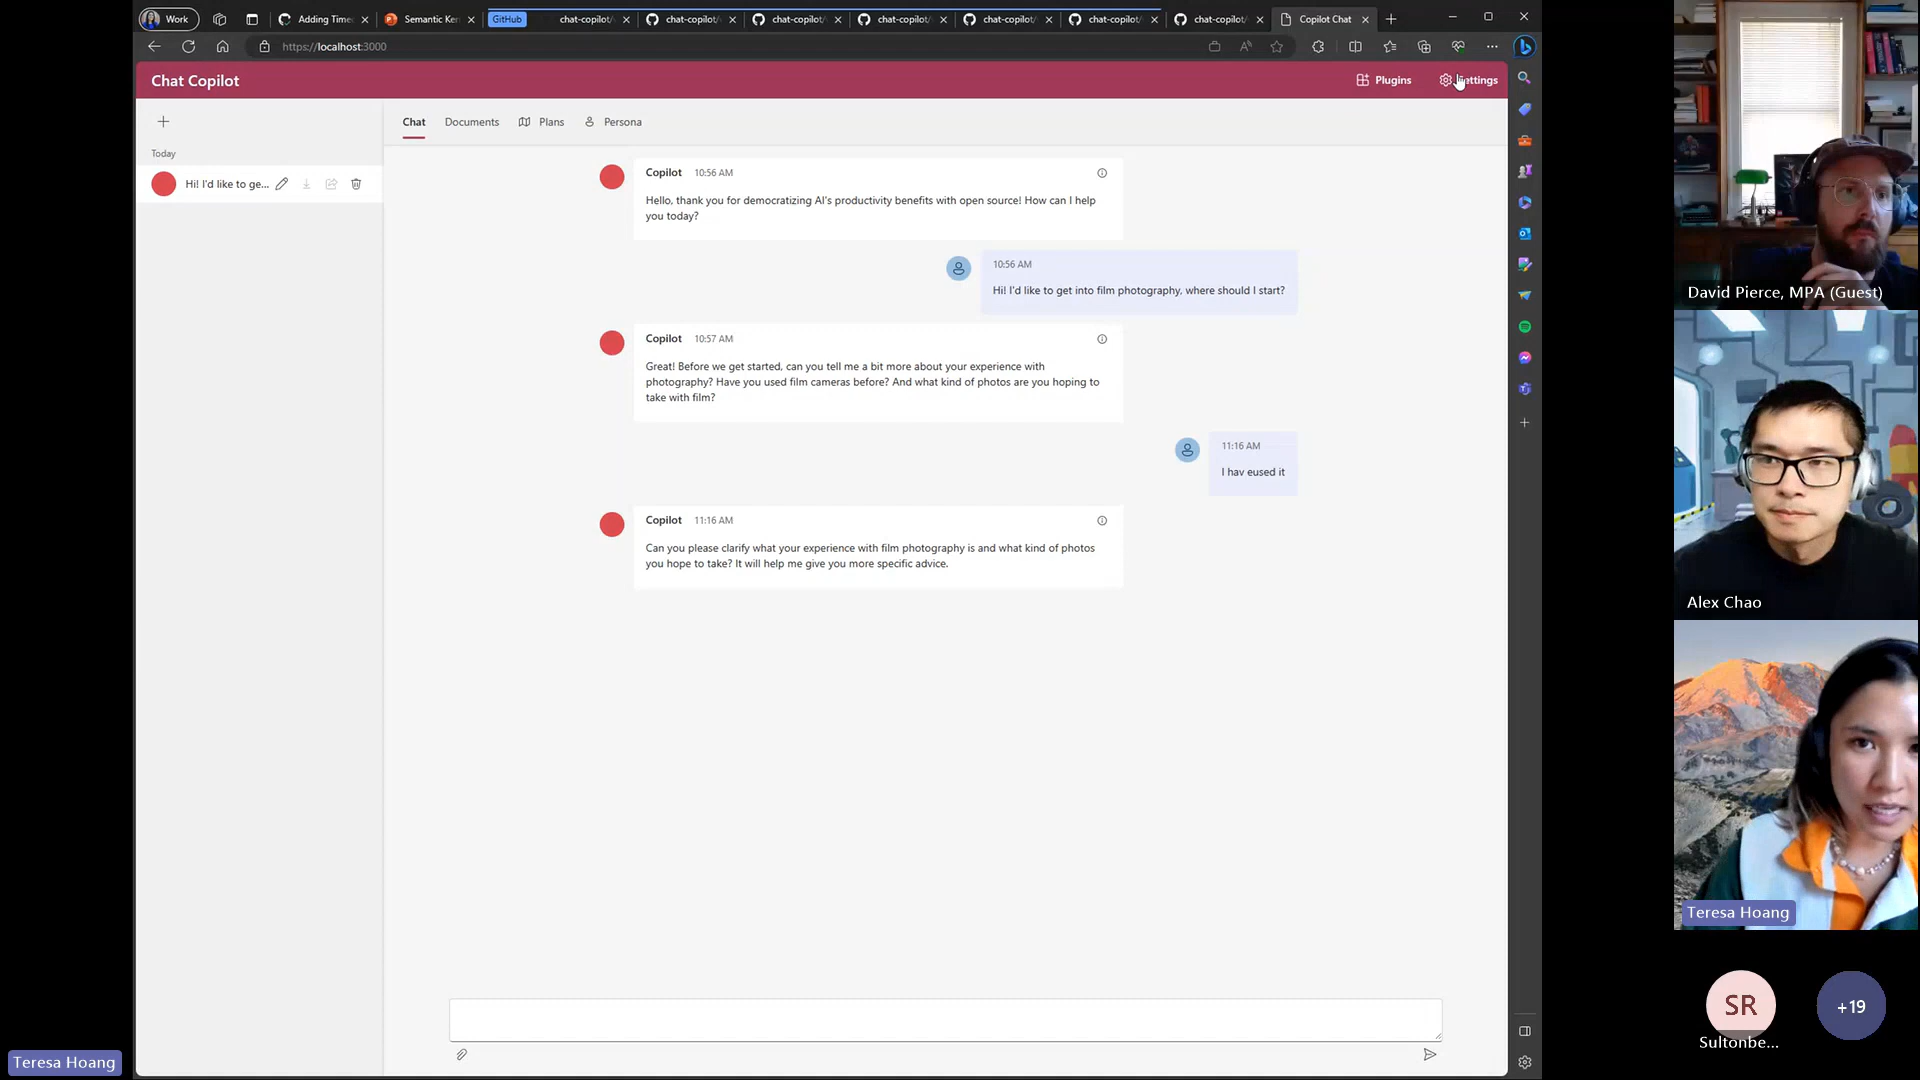 Work
Adding Time
Semantic Ker
GitHub
chat-copilot/
chat-copilot/
chat-copilot/
chat-copilot/
chat-copilot/
chat-copilot/
chat-copilot/
Copilot Chat
https://localhost:3000
Chat Copilot
Plugins
Settings
Chat
Documents
Plans
Persona
Today
Hi! I'd like to ge...
Copilot 10:56 AM
Hello, thank you for democratizing AI's productivity benefits with open source! How can I help
you today?
10:56 AM
Hi! I'd like to get into film photography, where should I start?
Copilot 10:57 AM
Great! Before we get started, can you tell me a bit more about your experience with
photography? Have you used film cameras before? And what kind of photos are you hoping to
take with film?
11:16 AM
I hav eused it
Copilot 11:16 AM
Can you please clarify what your experience with film photography is and what kind of photos
you hope to take? It will help me give you more specific advice.
David Pierce, MPA (Guest)
Alex Chao
Teresa Hoang
SR
+19
Sultonbe...
Teresa Hoang